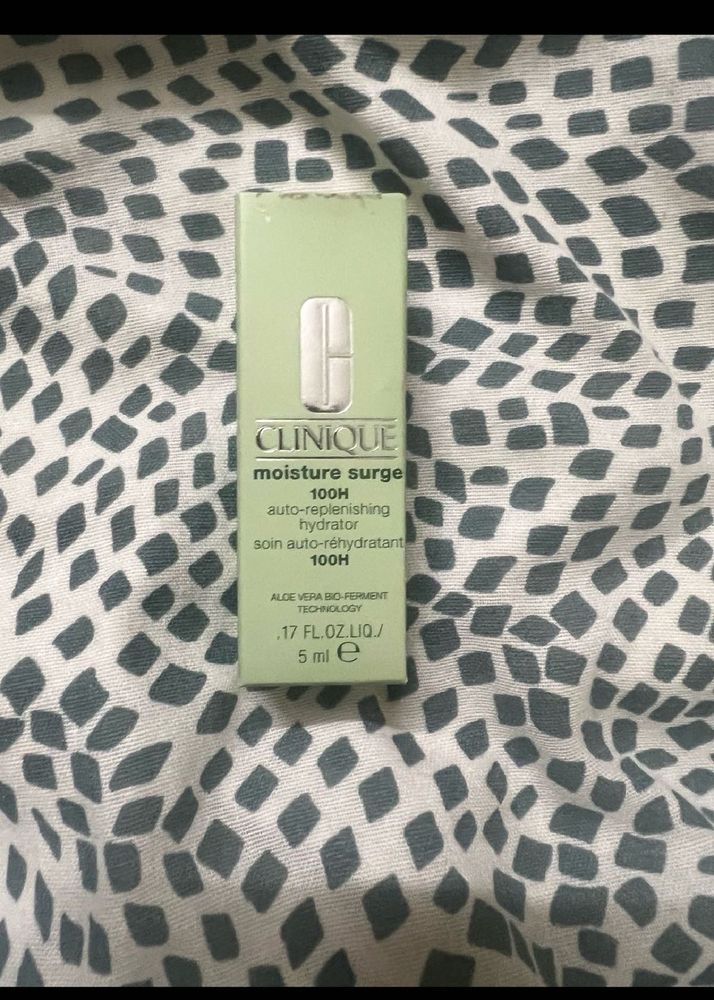 C
CLINIQUE
moisture surge
100H
auto-replenishing
hydrator
soin auto-réhydratant
100H
ALOE VERA BIO-FERMENT
TECHNOLOGY
.17 FL.OZ.LIQ./
5 ml ℮